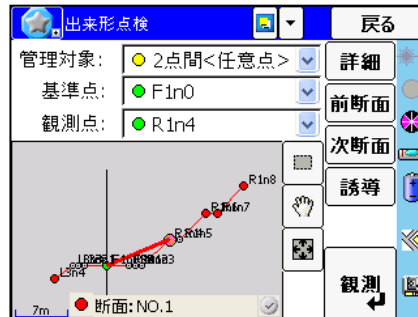 出来形点検
戻る
管理対象: 2点間<任意点>
詳細
基準点: F1n0
前断面
観測点: R1n4
次断面
誘導
R1n8
n7
n5
L3n4
7m
断面:NO.1
観測